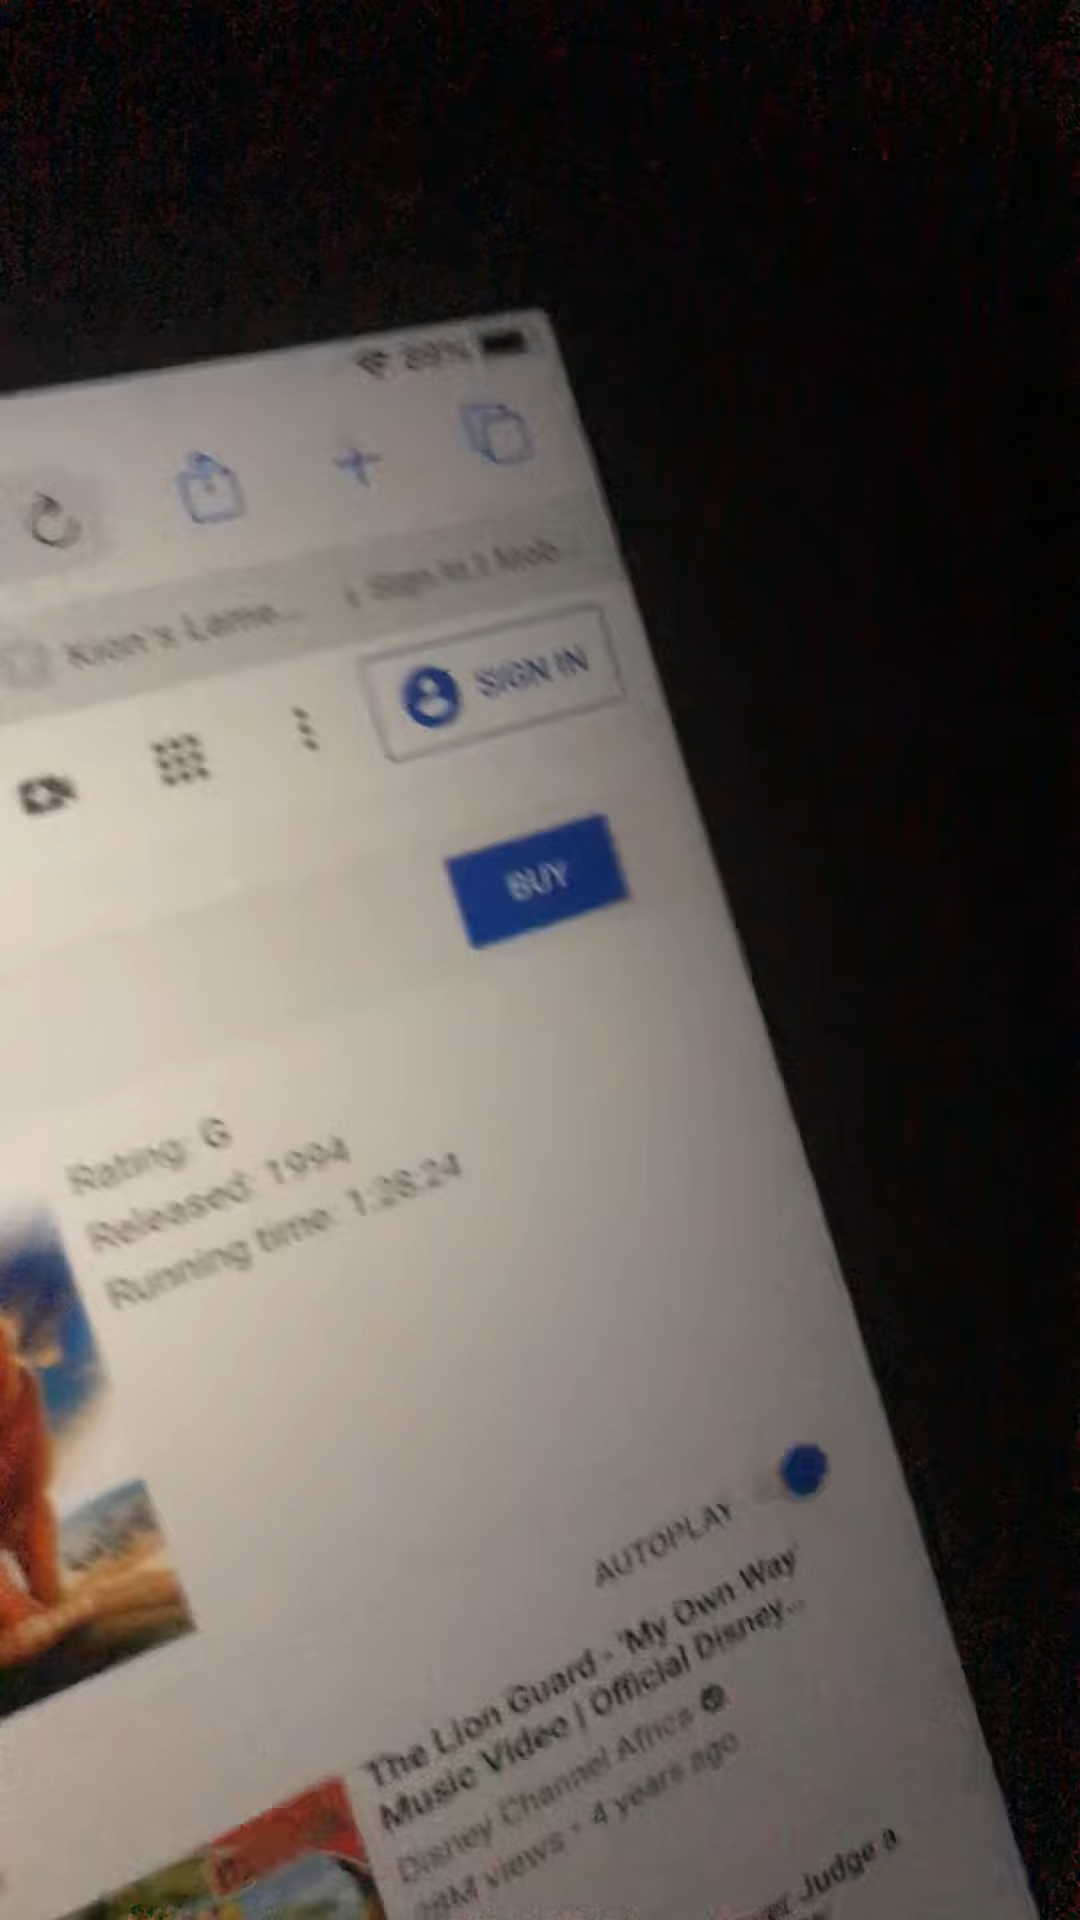 89%
Kion's Lame...
Sign In | Mob...
SIGN IN
BUY
Rating: G
Released: 1994
Running time: 1:28:24
AUTOPLAY
The Lion Guard - 'My Own Way'
Music Video | Official Disney...
Disney Channel Africa
views • 4 years ago
Judge a